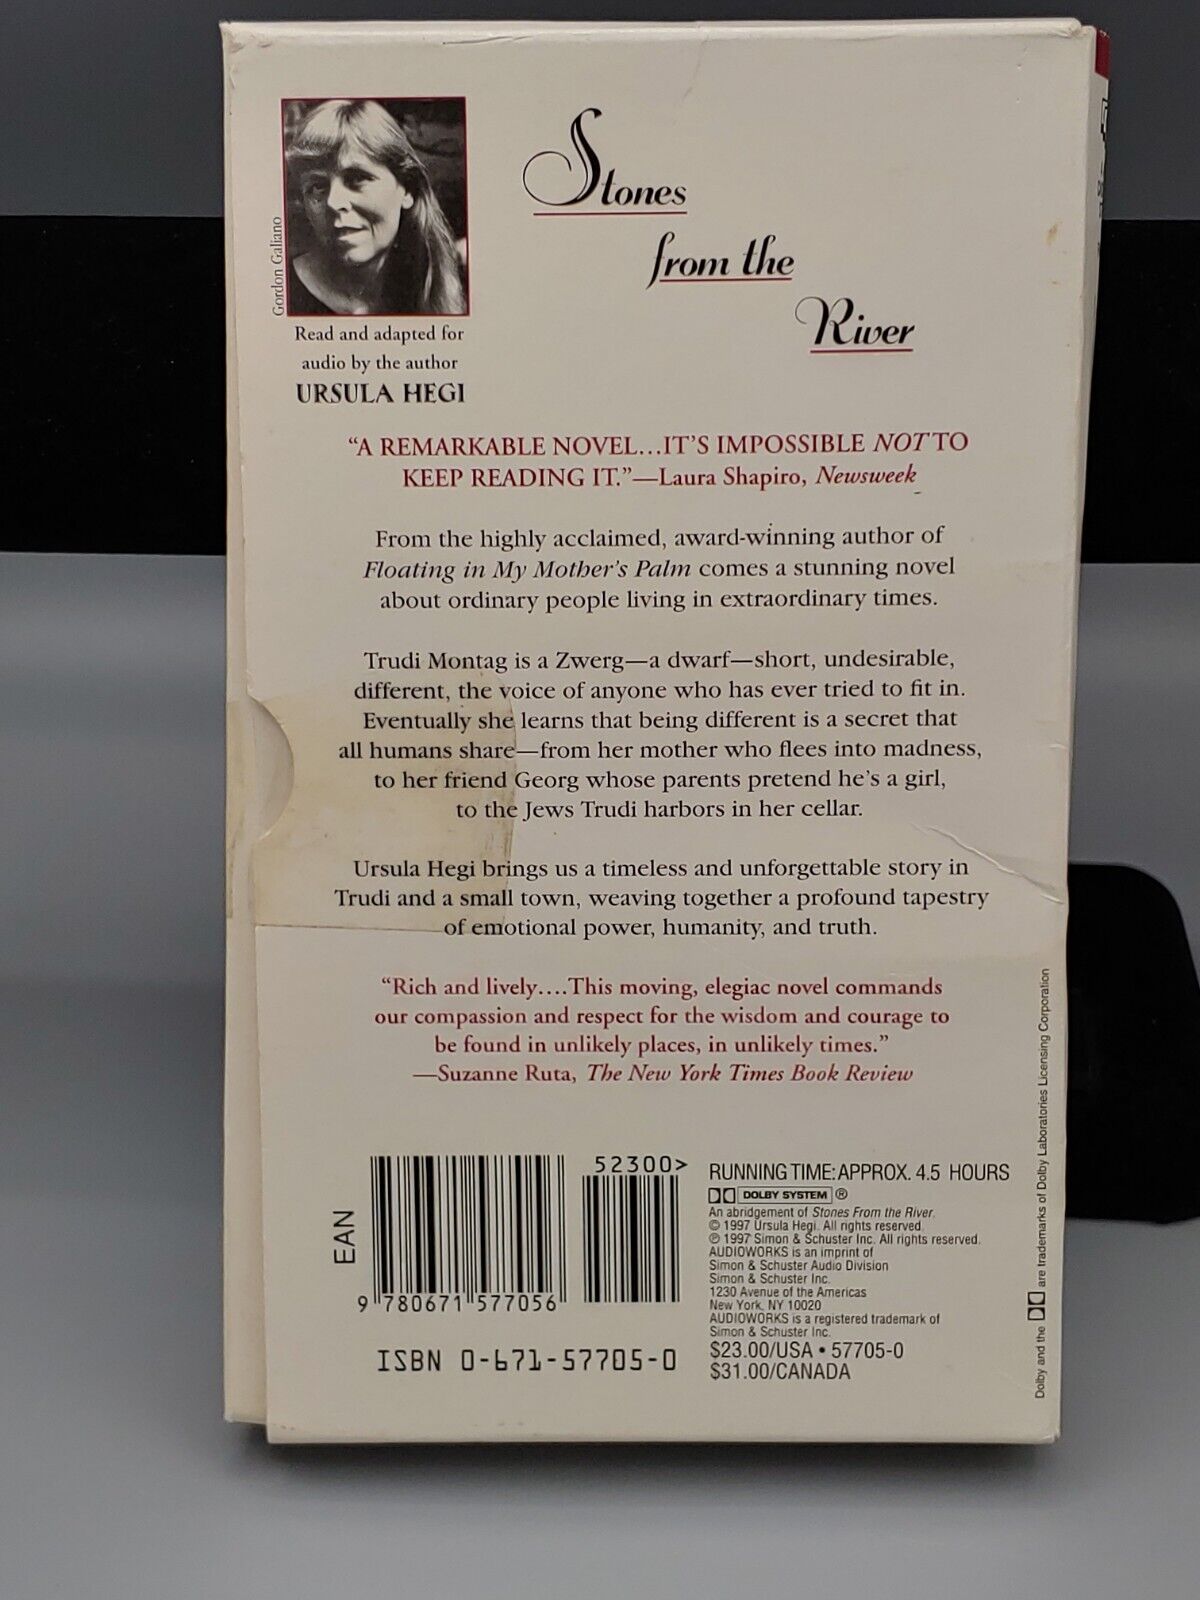 Stones
from the
River
Gordon Galiano
Read and adapted for
audio by the author
URSULA HEGI
“A REMARKABLE NOVEL...IT'S IMPOSSIBLE NOT TO
KEEP READING IT.”—Laura Shapiro, Newsweek
From the highly acclaimed, award-winning author of
Floating in My Mother's Palm comes a stunning novel
about ordinary people living in extraordinary times.
Trudi Montag is a Zwerg—a dwarf—short, undesirable,
different, the voice of anyone who has ever tried to fit in.
Eventually she learns that being different is a secret that
all humans share—from her mother who flees into madness,
to her friend Georg whose parents pretend he's a girl,
to the Jews Trudi harbors in her cellar.
Ursula Hegi brings us a timeless and unforgettable story in
Trudi and a small town, weaving together a profound tapestry
of emotional power, humanity, and truth.
“Rich and lively....This moving, elegiac novel commands
our compassion and respect for the wisdom and courage to
be found in unlikely places, in unlikely times.”
—Suzanne Ruta, The New York Times Book Review
EAN
52300>
9 780671 577056
ISBN 0-671-57705-0
RUNNING TIME: APPROX. 4.5 HOURS
DOLBY SYSTEM ®
An abridgement of Stones From the River.
© 1997 Ursula Hegi. All rights reserved.
℗ 1997 Simon & Schuster Inc. All rights reserved.
AUDIOWORKS is an imprint of
Simon & Schuster Audio Division
Simon & Schuster Inc.
1230 Avenue of the Americas
New York, NY 10020
AUDIOWORKS is a registered trademark of
Simon & Schuster Inc.
$23.00/USA • 57705-0
$31.00/CANADA
Dolby and the are trademarks of Dolby Laboratories Licensing Corporation